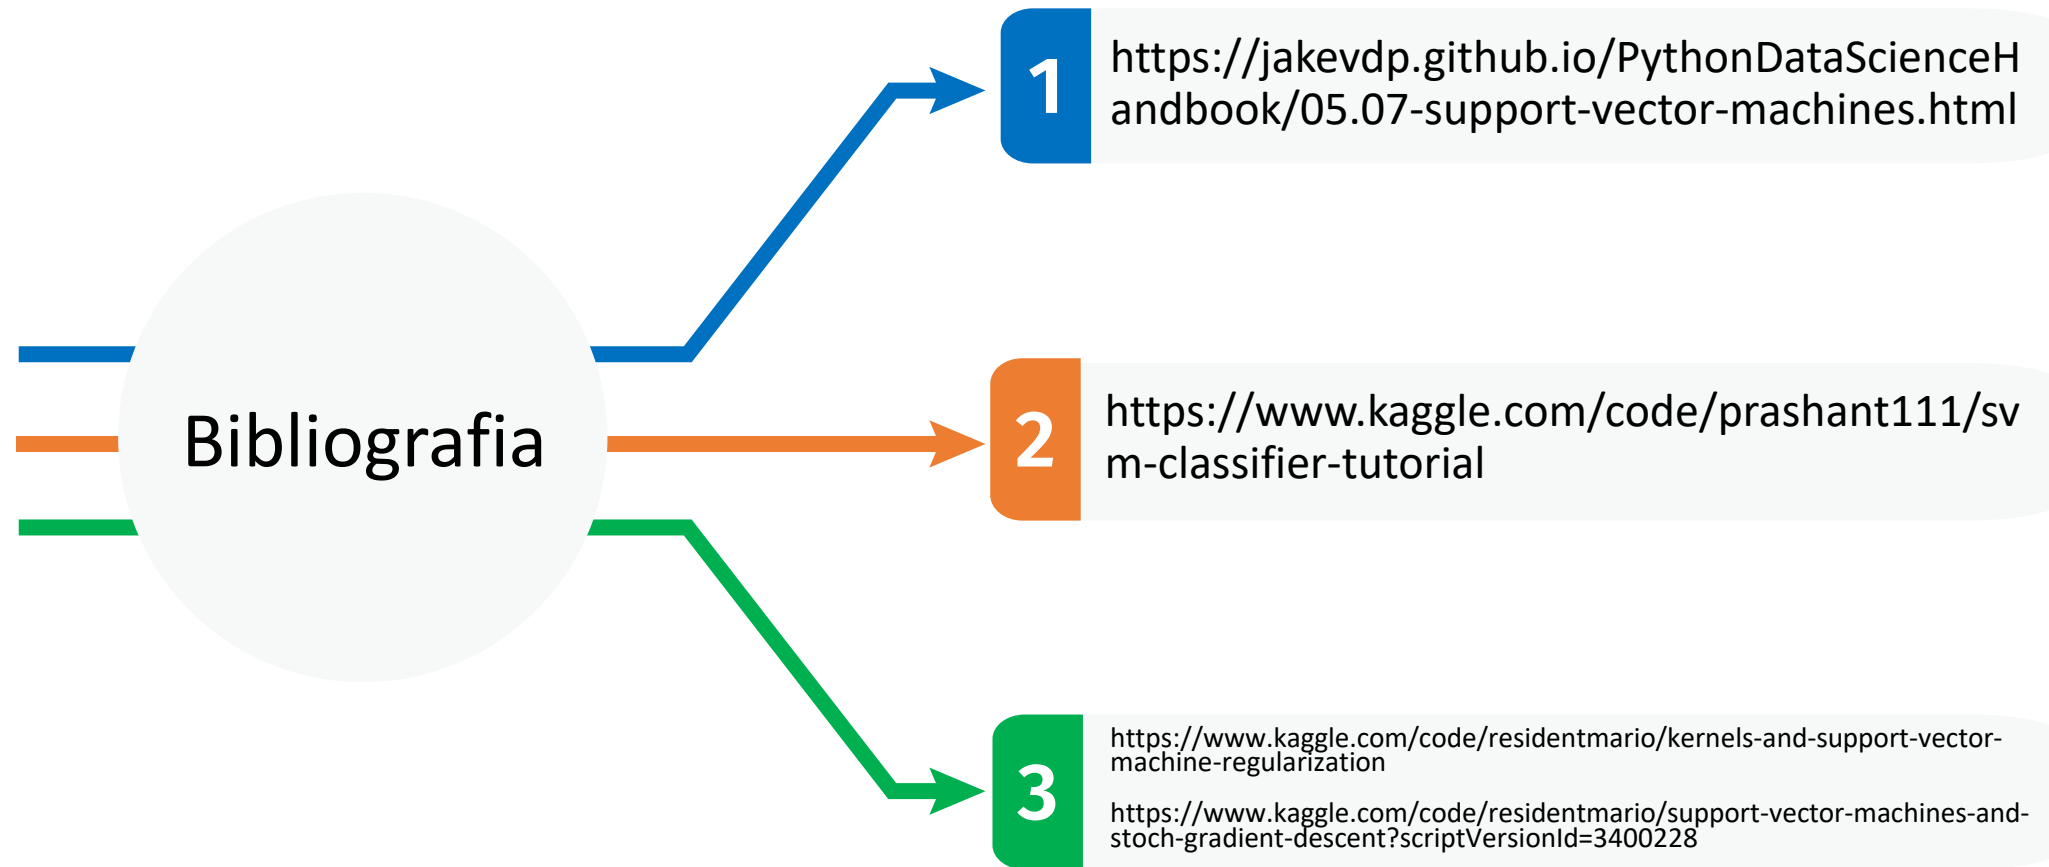 Bibliografia
1
https://jakevdp.github.io/PythonDataScienceH
andbook/05.07-support-vector-machines.html
2
https://www.kaggle.com/code/prashant111/sv
m-classifier-tutorial
3
https://www.kaggle.com/code/residentmario/kernels-and-support-vector-
machine-regularization
https://www.kaggle.com/code/residentmario/support-vector-machines-and-
stoch-gradient-descent?scriptVersionId=3400228